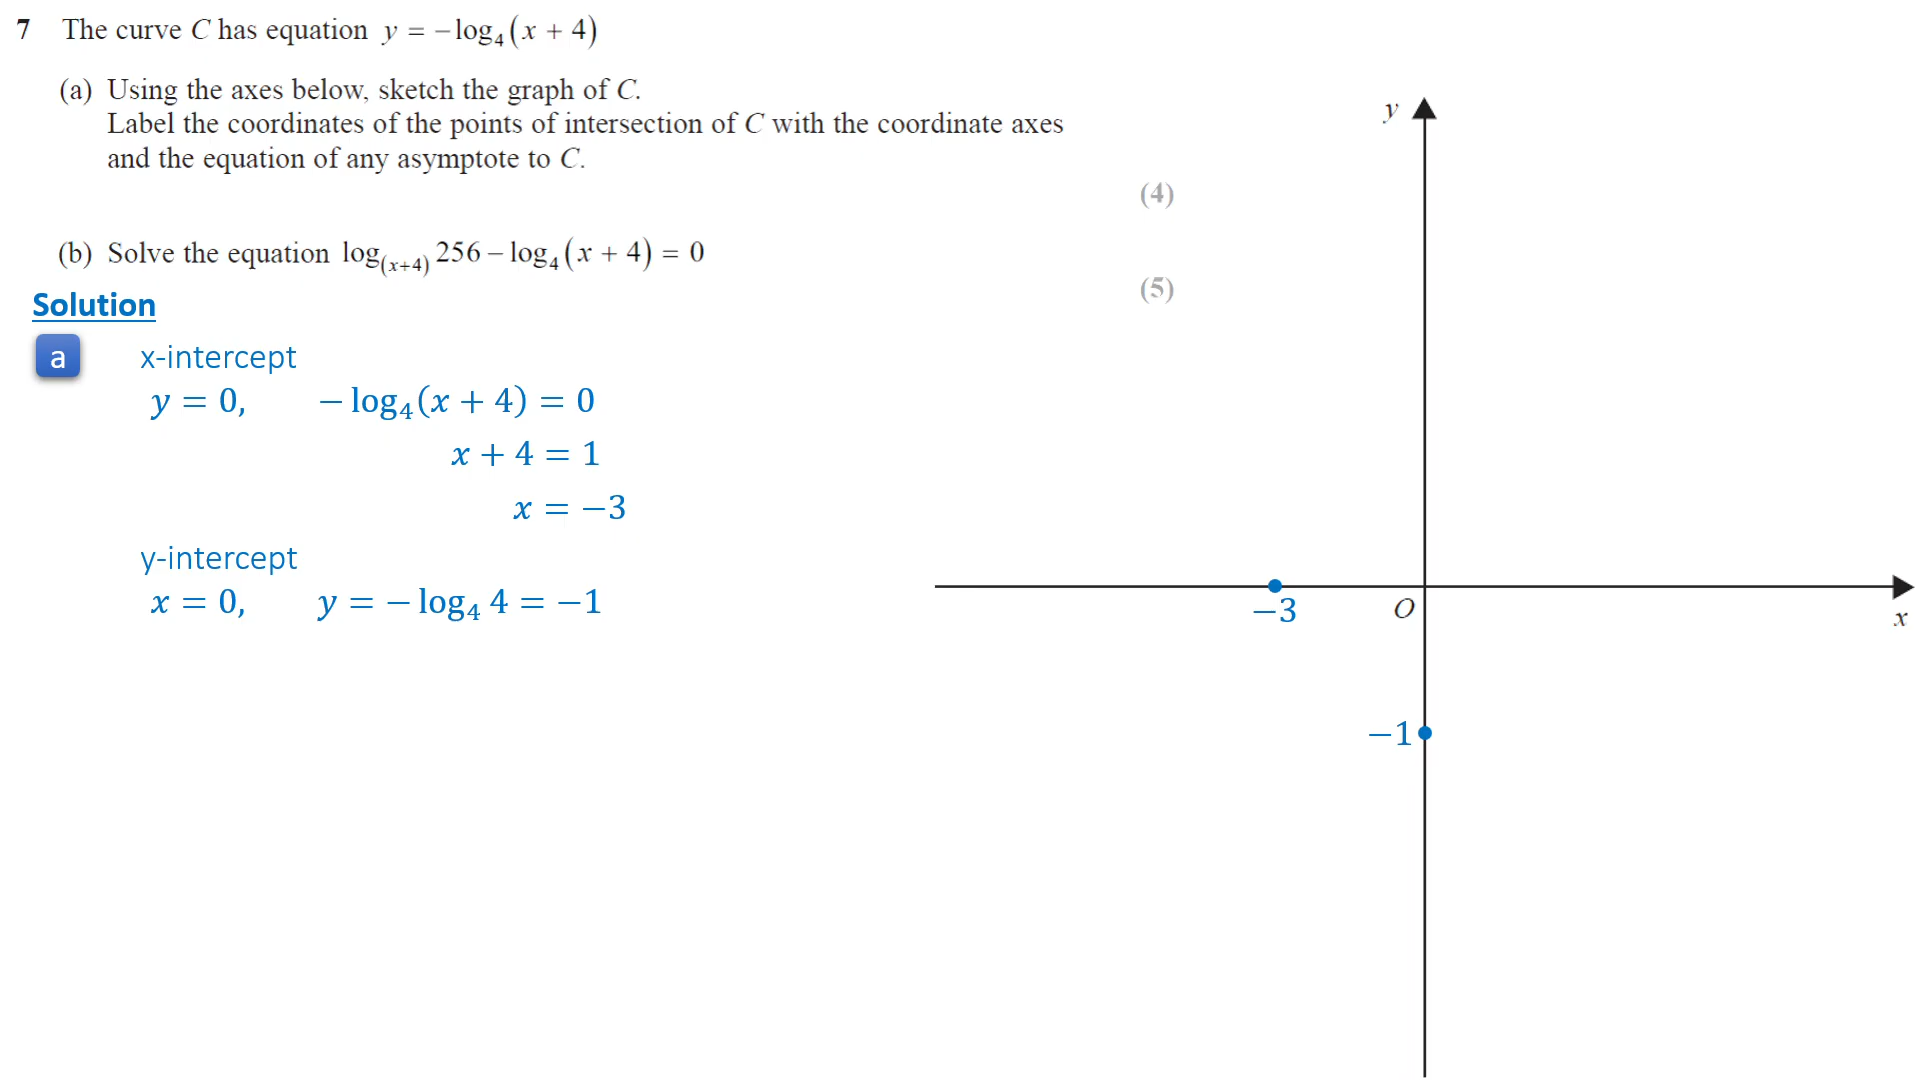 7 The curve C has equation y = −log₄(x + 4)
(a) Using the axes below, sketch the graph of C.
Label the coordinates of the points of intersection of C with the coordinate axes
and the equation of any asymptote to C.
(4)
(b) Solve the equation log₍ₓ₊₄₎ 256 − log₄(x + 4) = 0
(5)
Solution
a x-intercept
y = 0, − log₄(x + 4) = 0
x + 4 = 1
x = −3
y-intercept
x = 0, y = − log₄ 4 = −1
y
−3
O
x
−1